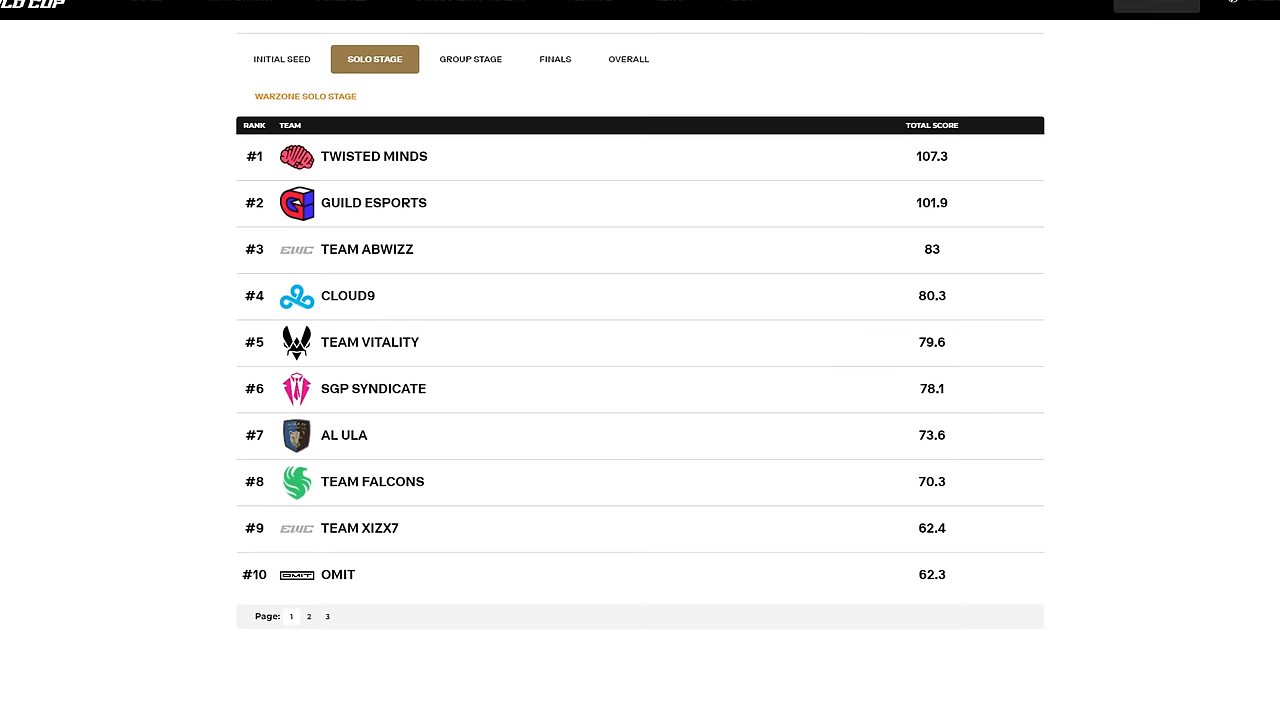 INITIAL SEED SOLO STAGE GROUP STAGE FINALS OVERALL
WARZONE SOLO STAGE
RANK TEAM TOTAL SCORE
#1 TWISTED MINDS 107.3
#2 GUILD ESPORTS 101.9
#3 EWC TEAM ABWIZZ 83
#4 CLOUD9 80.3
#5 TEAM VITALITY 79.6
#6 SGP SYNDICATE 78.1
#7 AL ULA 73.6
#8 TEAM FALCONS 70.3
#9 EWC TEAM XIZX7 62.4
#10 OMIT OMIT 62.3
Page: 1 2 3